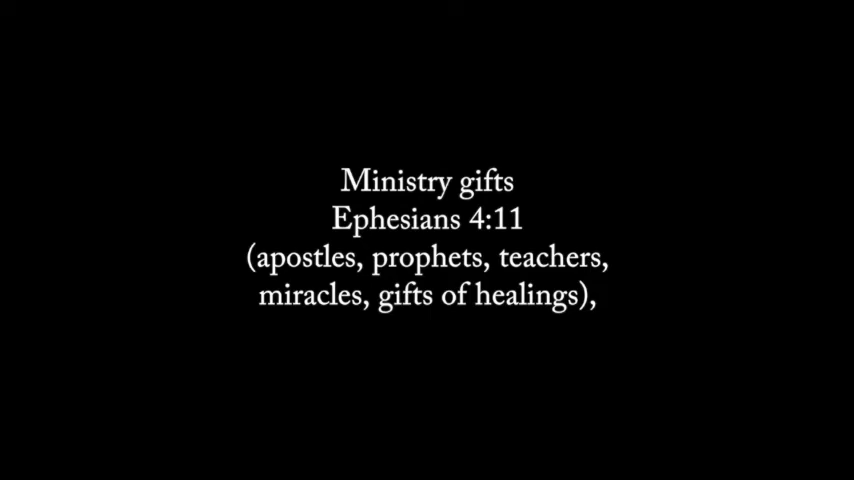 Ministry gifts
Ephesians 4:11
(apostles, prophets, teachers,
miracles, gifts of healings),